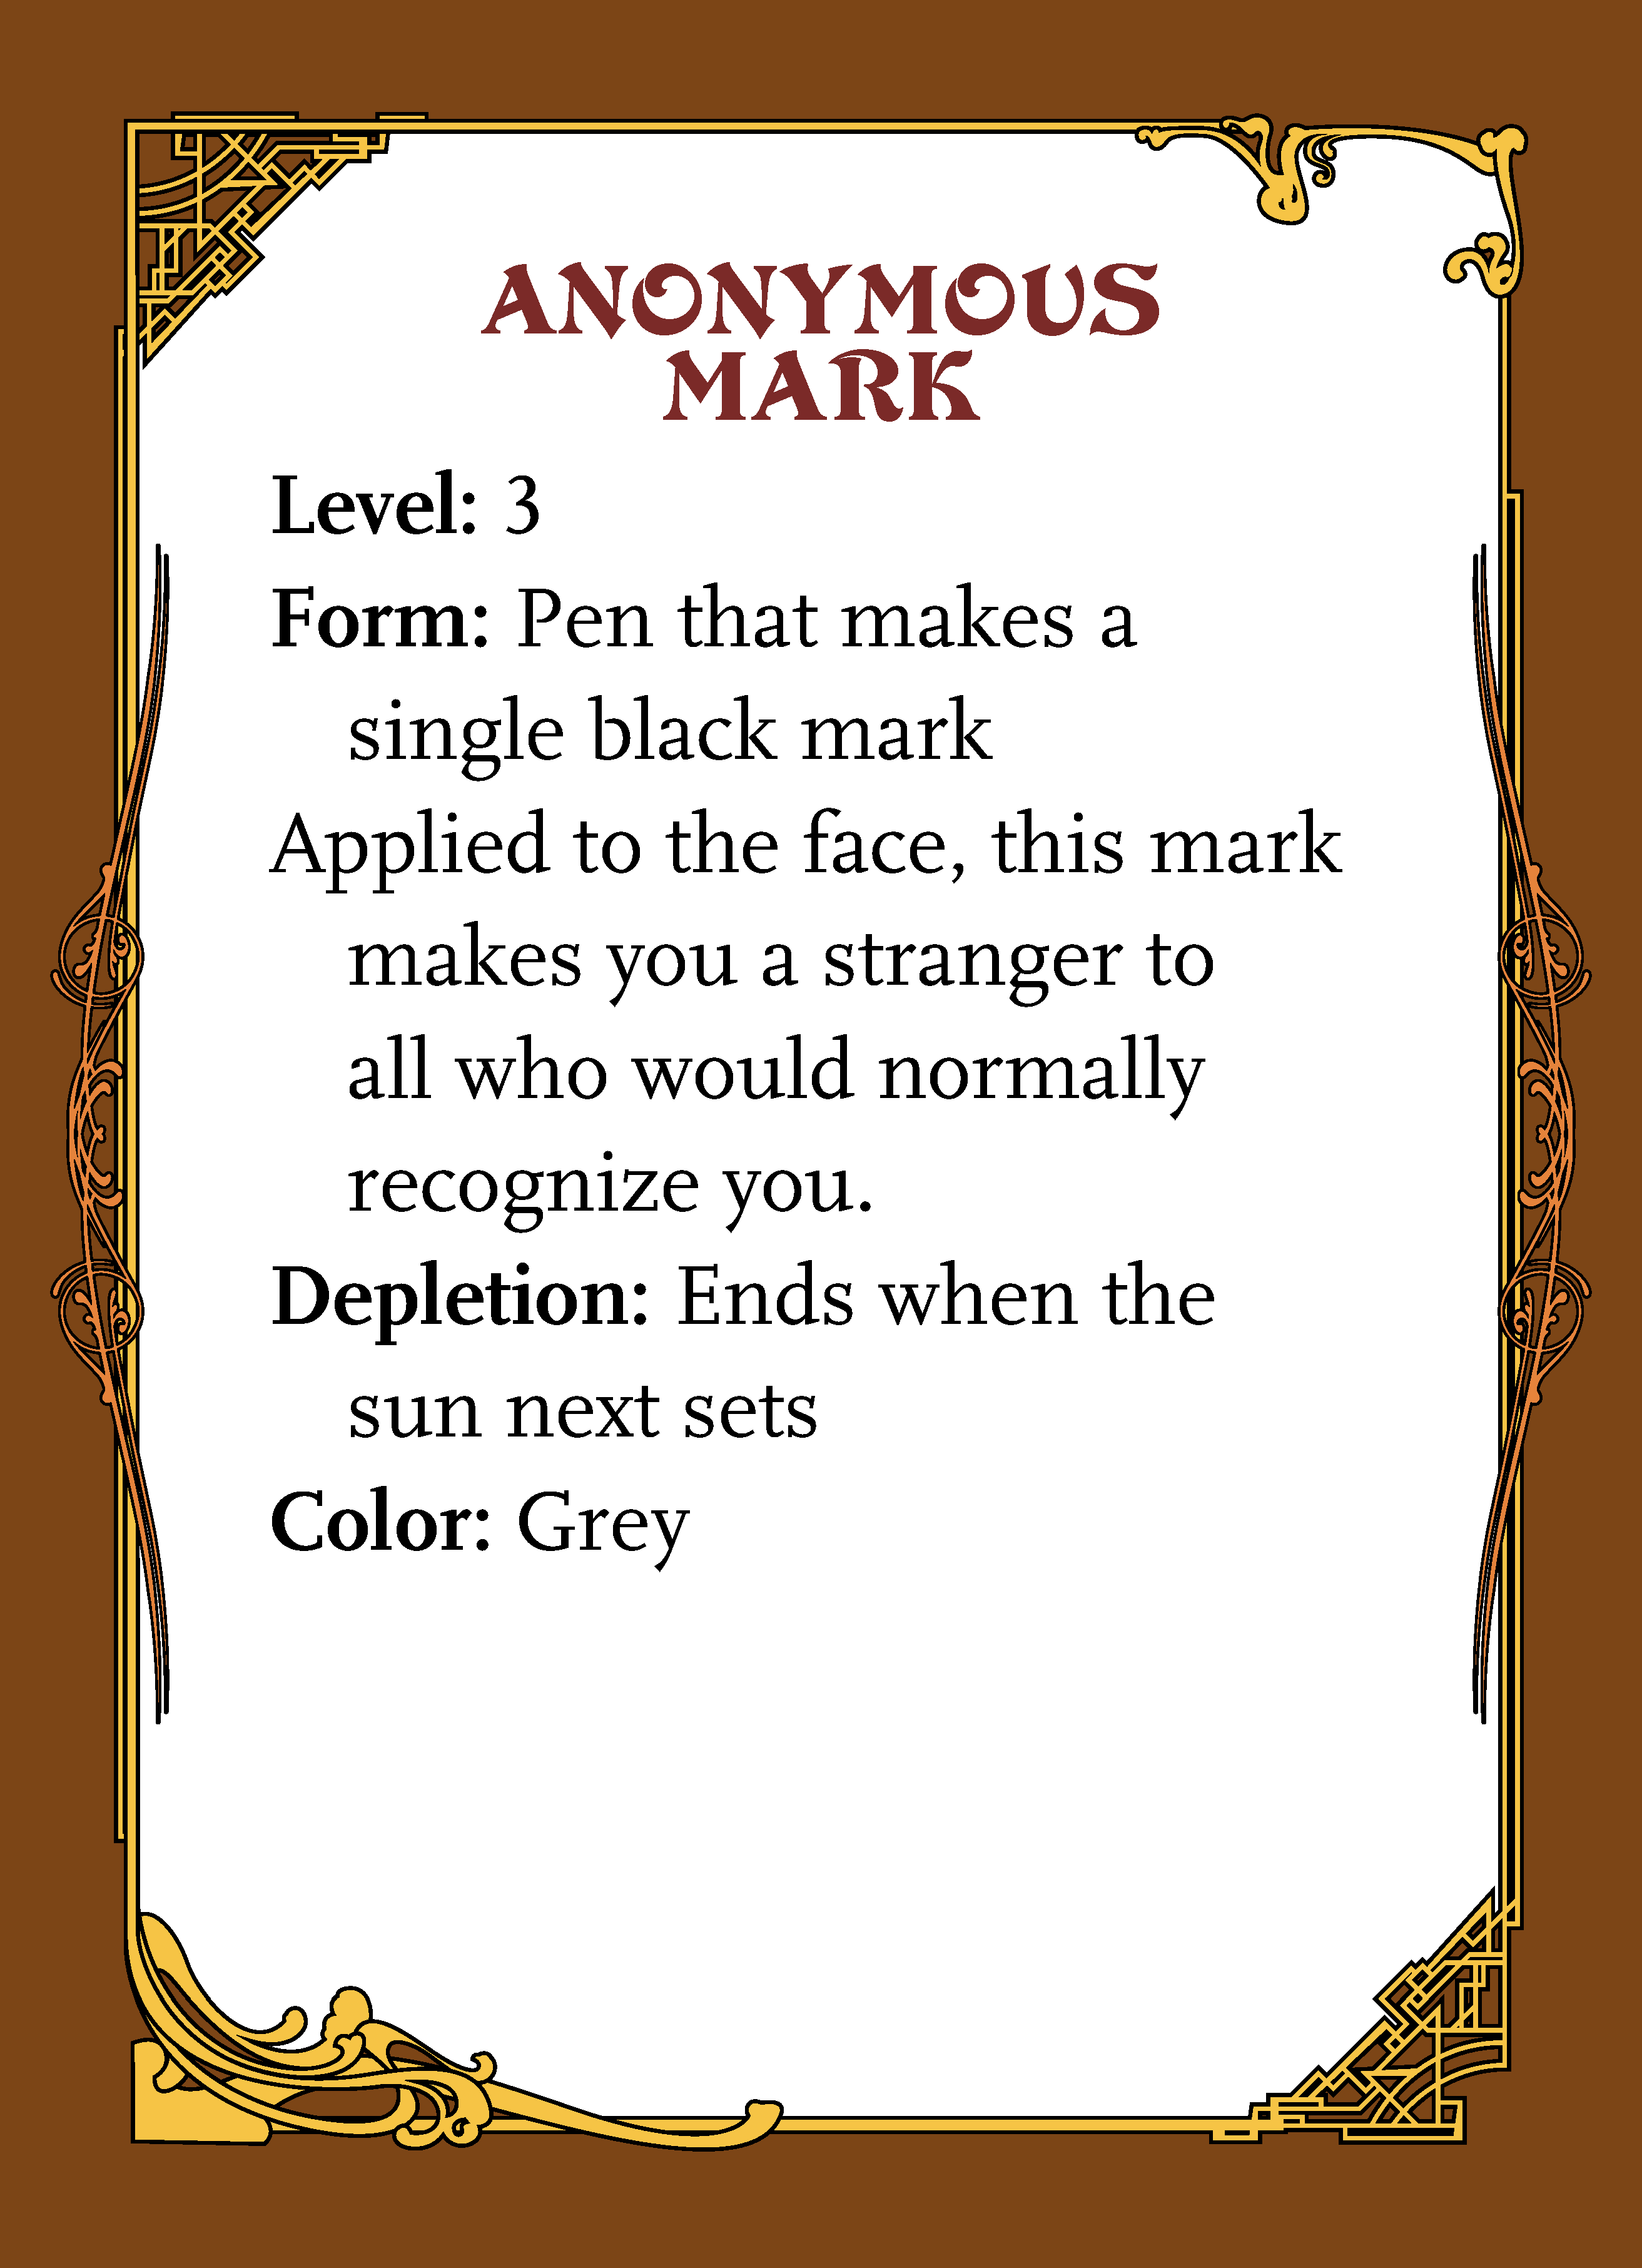 ANONYMOUS
MARK
Level: 3
Form: Pen that makes a
single black mark
Applied to the face, this mark
makes you a stranger to
all who would normally
recognize you.
Depletion: Ends when the
sun next sets
Color: Grey